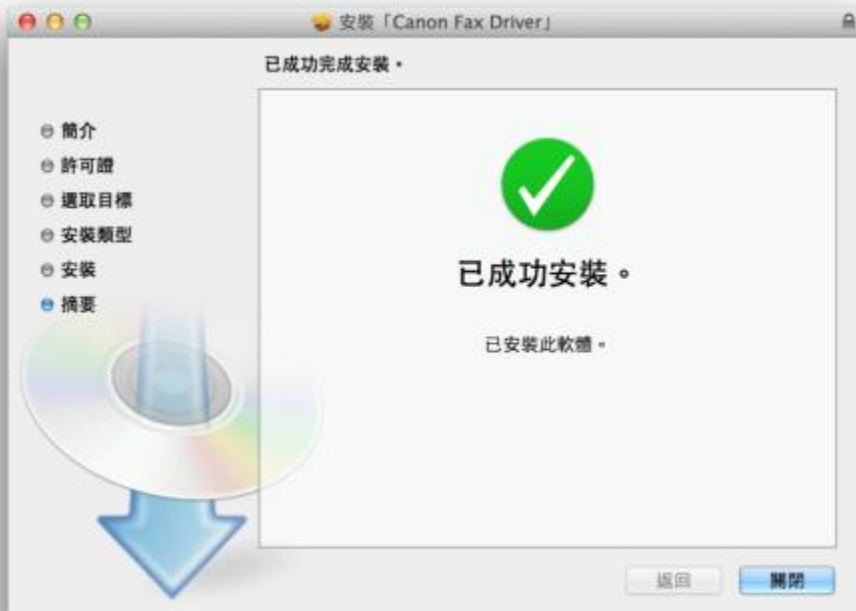 安裝「Canon Fax Driver」
已成功完成安裝。
簡介
許可證
選取目標
安裝類型
安裝
摘要
已成功安裝。
已安裝此軟體。
返回
關閉